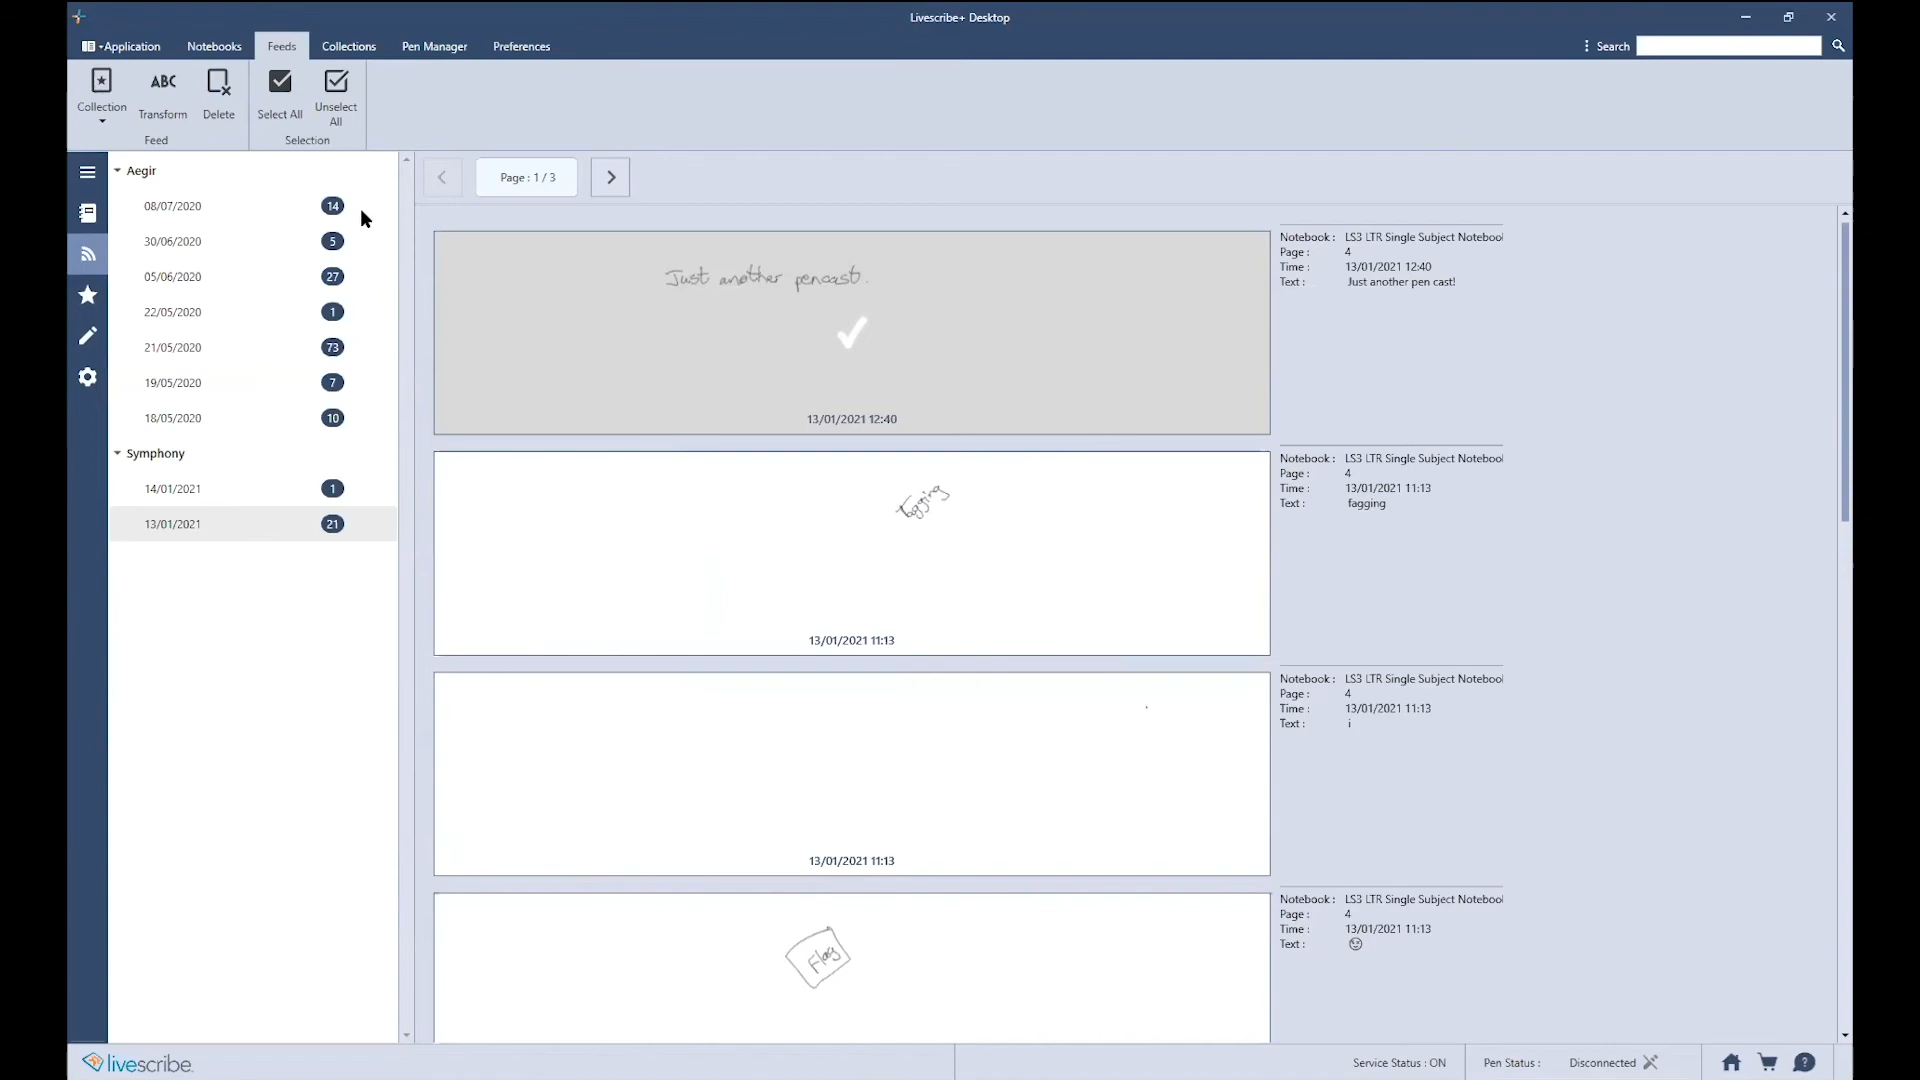 Livescribe+ Desktop
Application Notebooks Feeds Collections Pen Manager Preferences Search
Collection ABC Transform Delete Select All Unselect All
Feed Selection
Aegir
08/07/2020 14
30/06/2020 5
05/06/2020 27
22/05/2020 1
21/05/2020 73
19/05/2020 7
18/05/2020 10
Symphony
14/01/2021 1
13/01/2021 21
Page : 1 / 3
Just another pencast.
13/01/2021 12:40
Notebook : LS3 LTR Single Subject Notebool
Page : 4
Time : 13/01/2021 12:40
Text : Just another pen cast!
Tagging
13/01/2021 11:13
Notebook : LS3 LTR Single Subject Notebool
Page : 4
Time : 13/01/2021 11:13
Text : fagging
13/01/2021 11:13
Notebook : LS3 LTR Single Subject Notebool
Page : 4
Time : 13/01/2021 11:13
Text : i
Flag
Notebook : LS3 LTR Single Subject Notebool
Page : 4
Time : 13/01/2021 11:13
Text : 😉
livescribe
Service Status : ON Pen Status : Disconnected